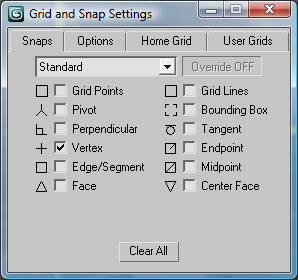 Grid and Snap Settings
Snaps Options Home Grid User Grids
Standard Override OFF
Grid Points Grid Lines
Pivot Bounding Box
Perpendicular Tangent
Vertex Endpoint
Edge/Segment Midpoint
Face Center Face
Clear All